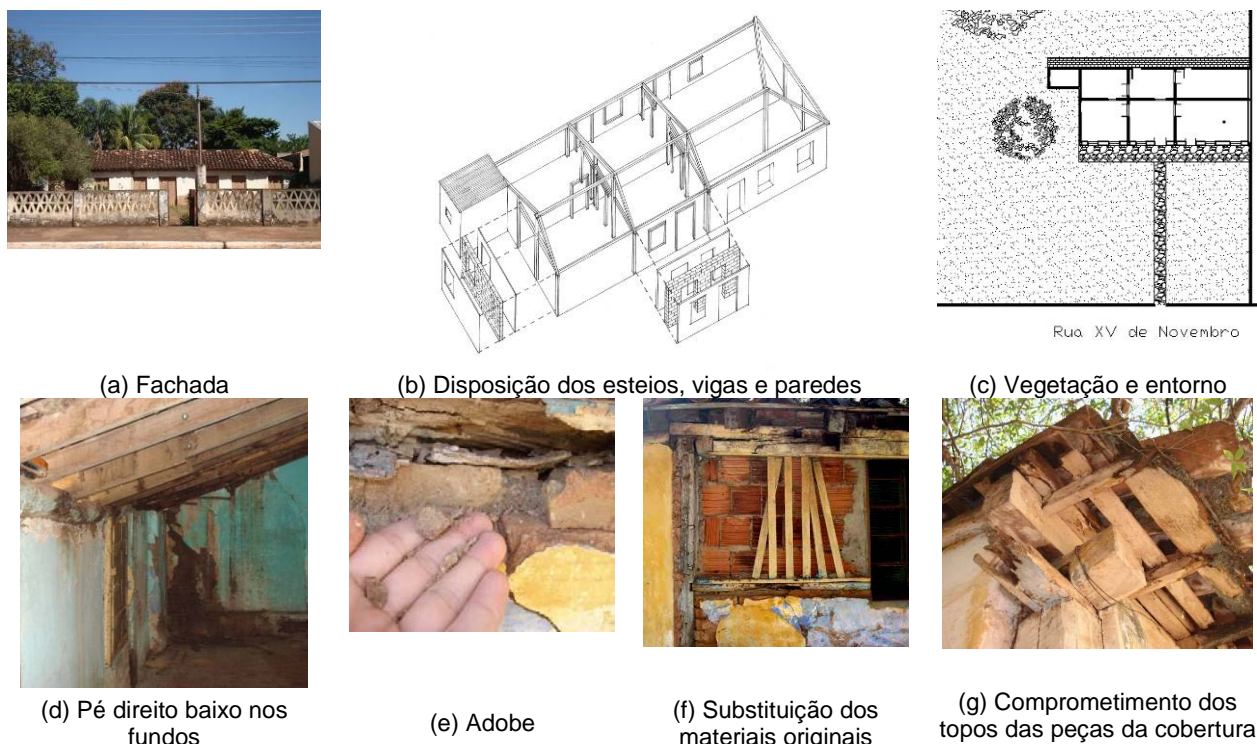 Rua XV de Novembro
(a) Fachada
(b) Disposição dos esteios, vigas e paredes
(c) Vegetação e entorno
(d) Pé direito baixo nos
fundos
(e) Adobe
(f) Substituição dos
materiais originais
(g) Comprometimento dos
topos das peças da cobertura